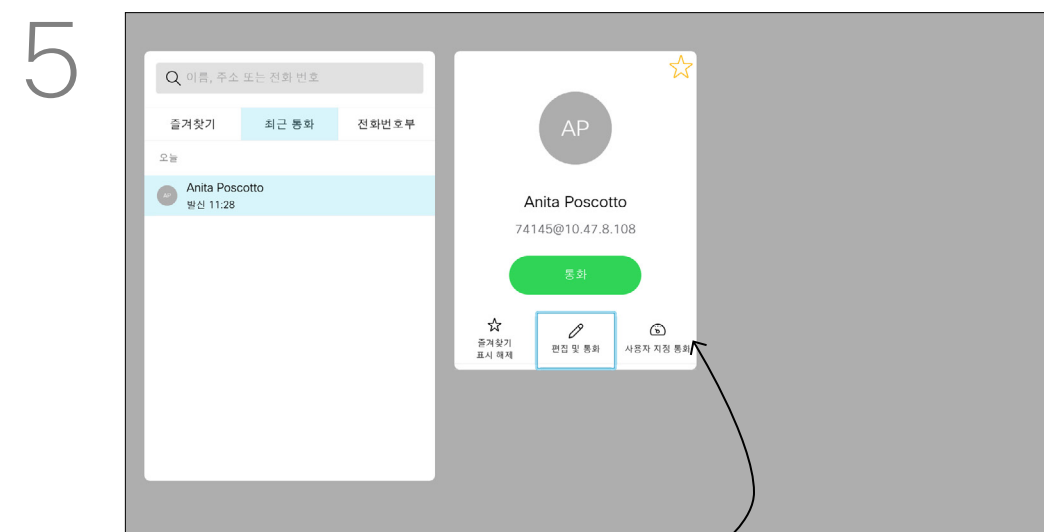 5
이름, 주소 또는 전화 번호
즐겨찾기 최근 통화 전화번호부
오늘
AP Anita Poscotto
발신 11:28
AP
Anita Poscotto
74145@10.47.8.108
통화
즐겨찾기
표시 해제
편집 및 통화
사용자 지정 통화